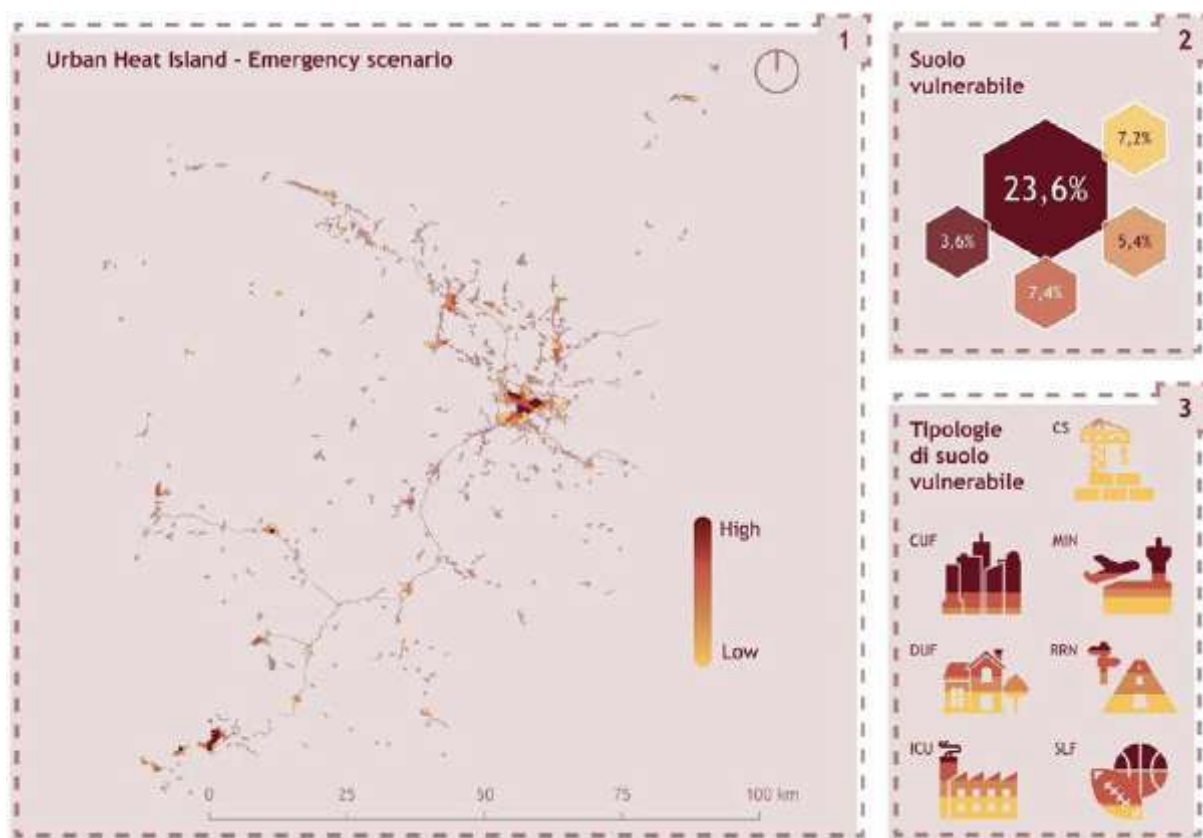 1
Urban Heat Island - Emergency scenario
High
Low
0 25 50 75 100 km
2
Suolo
vulnerabile
7,2%
23,6%
3,6%
5,4%
7,4%
3
Tipologie
di suolo
vulnerabile
CS
CUF
MIN
DUF
RRN
ICU
SLF